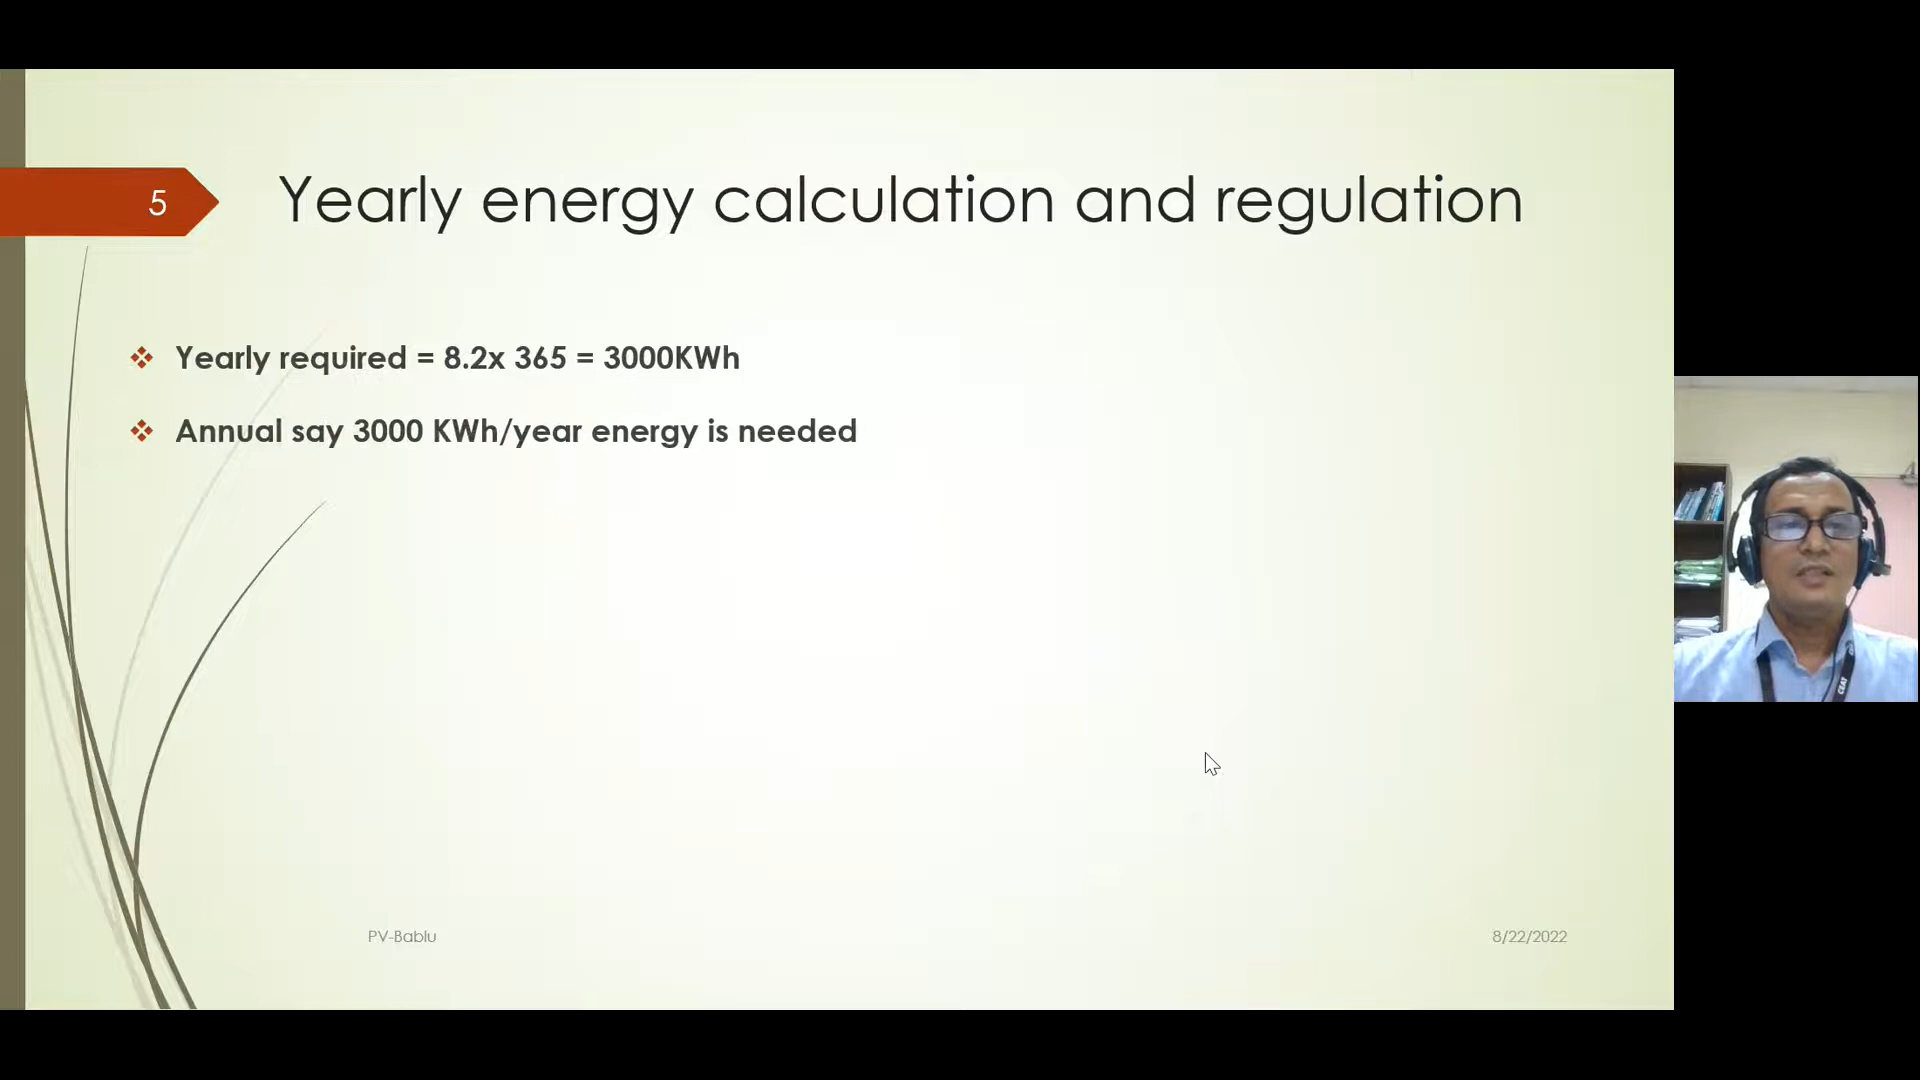 5
Yearly energy calculation and regulation
Yearly required = 8.2x 365 = 3000KWh
Annual say 3000 KWh/year energy is needed
PV-Bablu
8/22/2022
CEAT